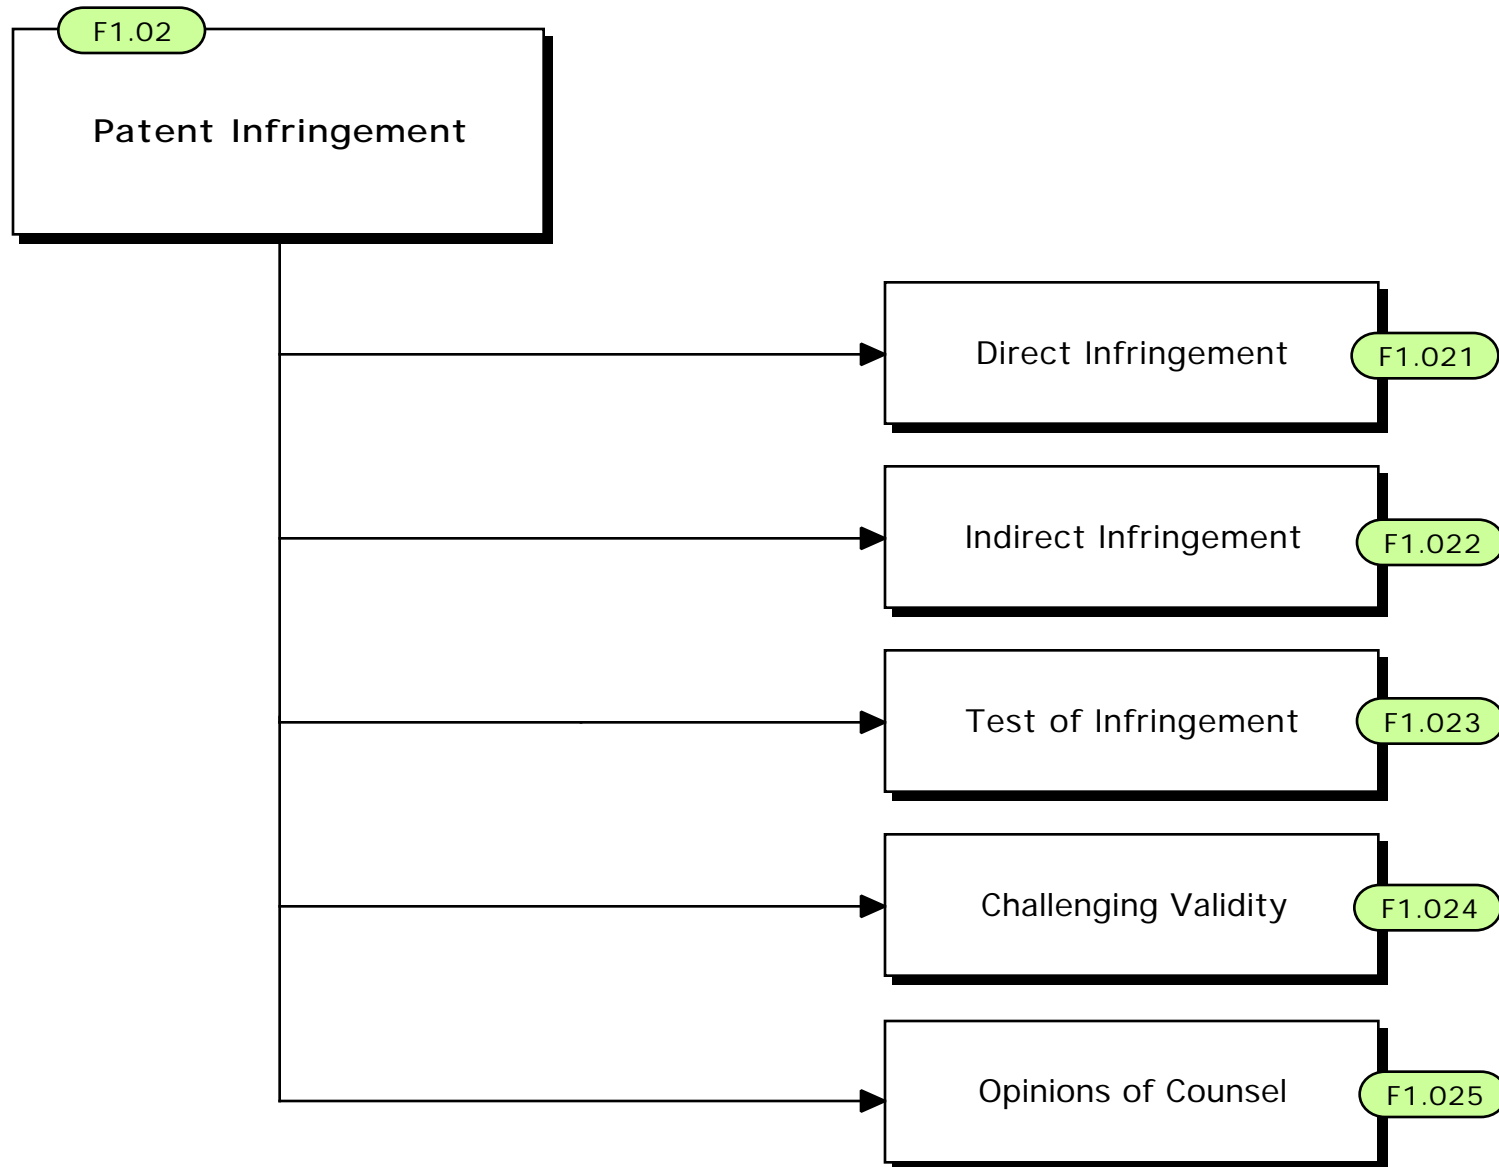 F1.02
Patent Infringement
Direct Infringement
F1.021
Indirect Infringement
F1.022
Test of Infringement
F1.023
Challenging Validity
F1.024
Opinions of Counsel
F1.025